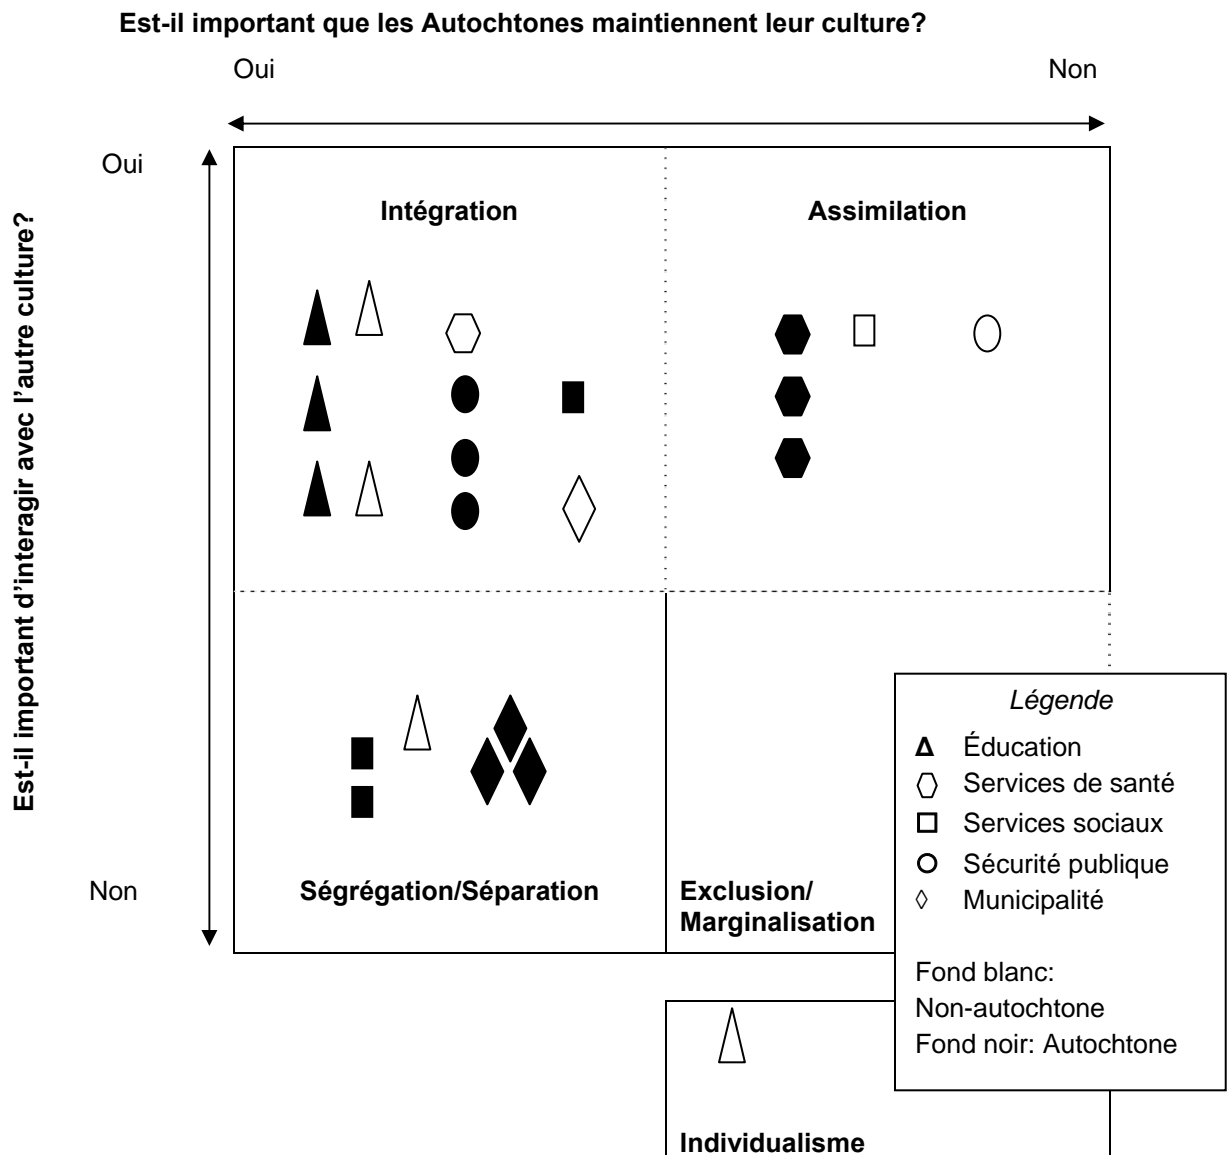 Est-il important que les Autochtones maintiennent leur culture?
Oui
Non
Oui
Est-il important d'interagir avec l'autre culture?
Intégration
Assimilation
Non
Ségrégation/Séparation
Exclusion/
Marginalisation
Légende
Δ Éducation
Services de santé
Services sociaux
Sécurité publique
Municipalité
Fond blanc:
Non-autochtone
Fond noir: Autochtone
Individualisme